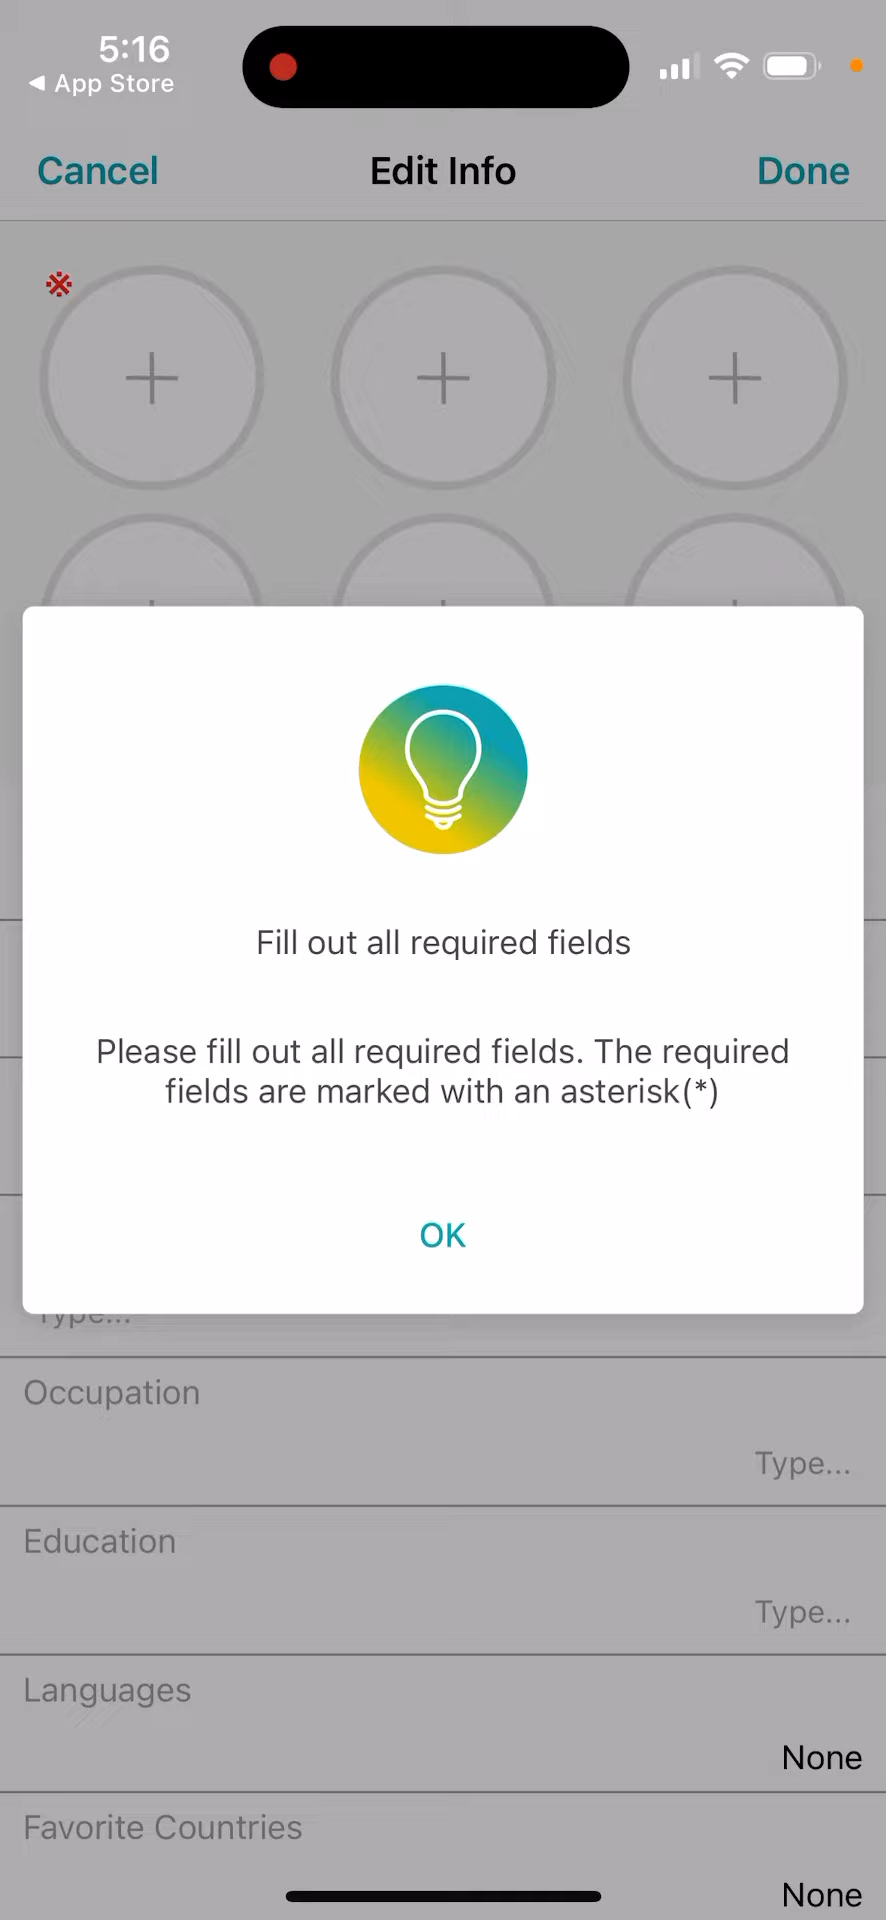 5:16
◀ App Store
Cancel
Edit Info
Done
※
Fill out all required fields
Please fill out all required fields. The required
fields are marked with an asterisk(*)
OK
Type...
Occupation
Type...
Education
Type...
Languages
None
Favorite Countries
None